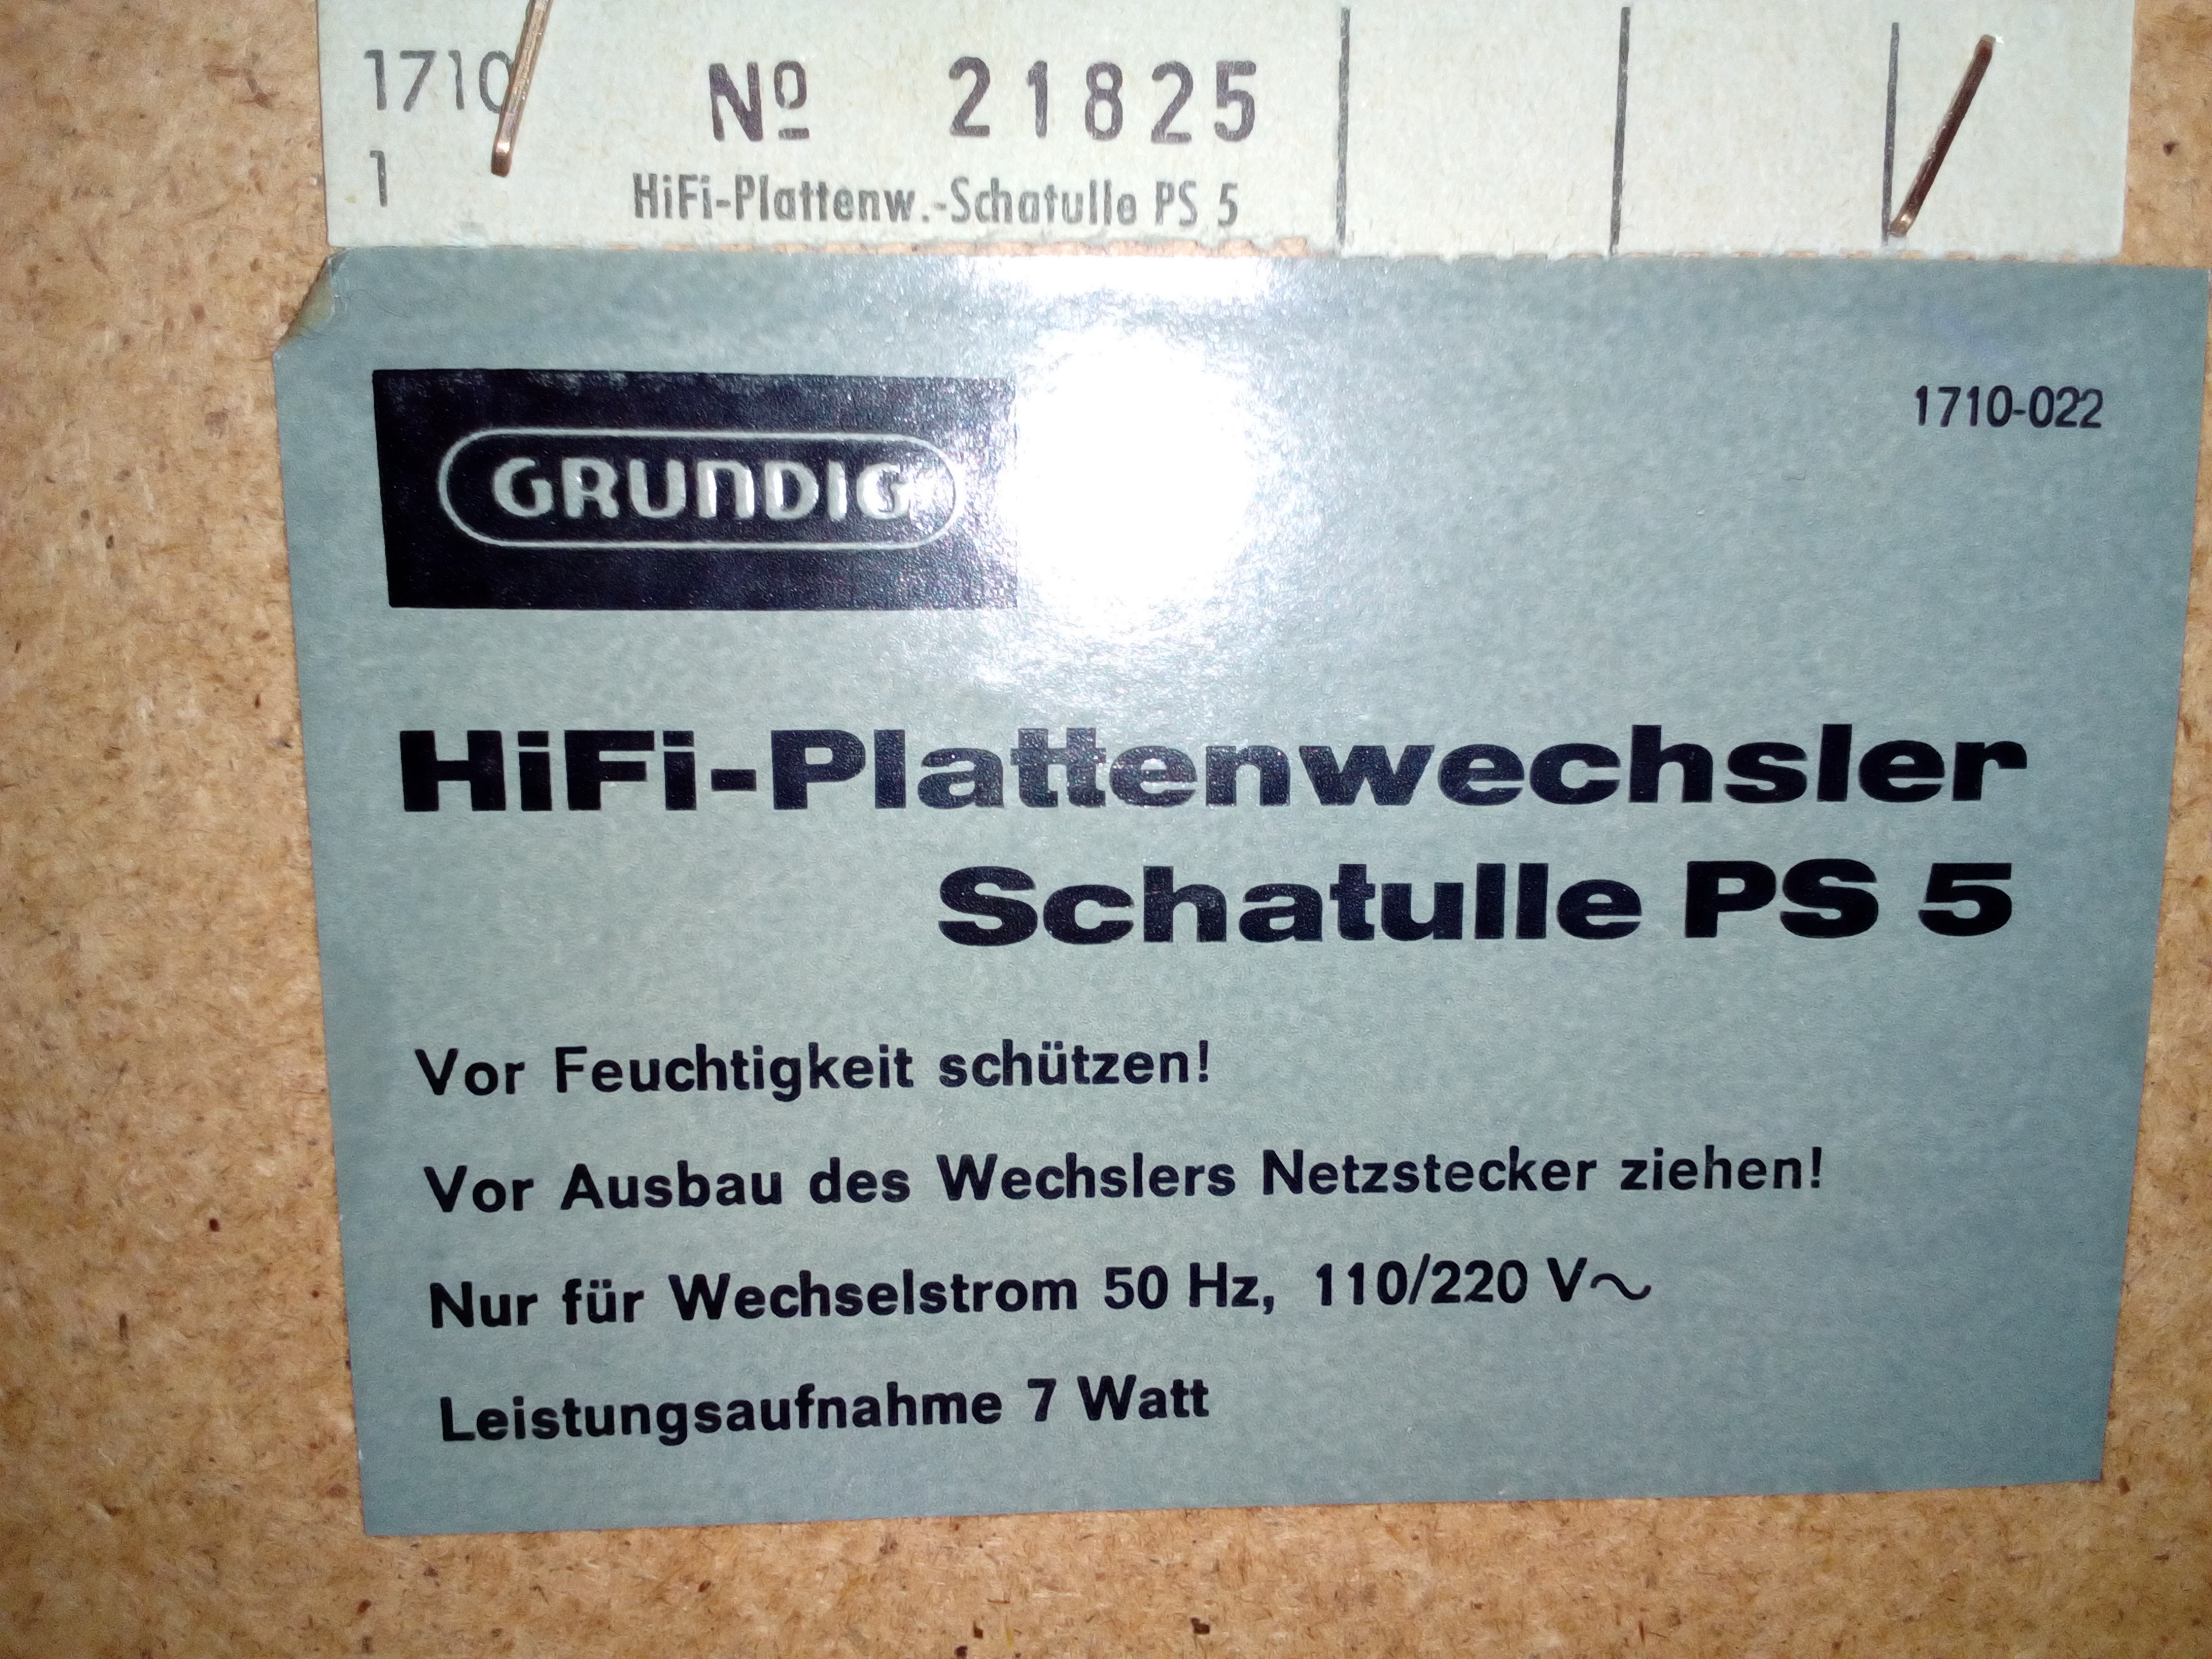 1710 Nº 21825
1 HiFi-Plattenw.-Schatulle PS 5
GRUNDIG
1710-022
HiFi-Plattenwechsler
Schatulle PS 5
Vor Feuchtigkeit schützen!
Vor Ausbau des Wechslers Netzstecker ziehen!
Nur für Wechselstrom 50 Hz, 110/220 V~
Leistungsaufnahme 7 Watt